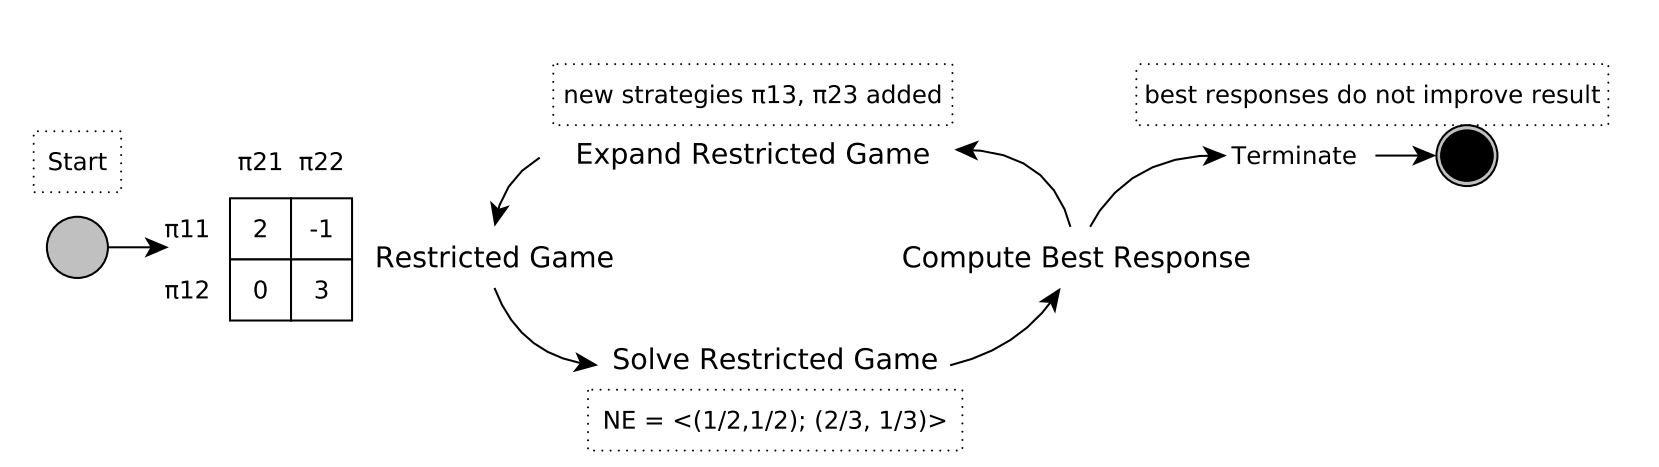 new strategies π13, π23 added
best responses do not improve result
Start
π21 π22
Expand Restricted Game
Terminate
π11 2 -1
Restricted Game
Compute Best Response
π12 0 3
Solve Restricted Game
NE = <(1/2,1/2); (2/3, 1/3)>